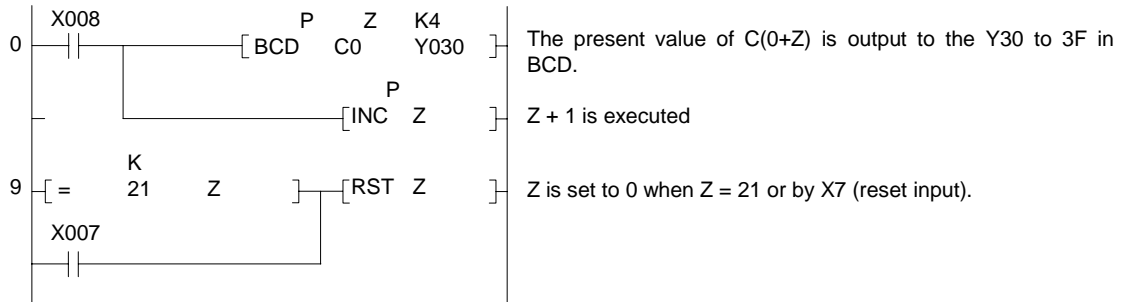 X008 P Z K4
0 BCD C0 Y030 The present value of C(0+Z) is output to the Y30 to 3F in
BCD.
P
INC Z Z + 1 is executed
K
9 = 21 Z RST Z Z is set to 0 when Z = 21 or by X7 (reset input).
X007